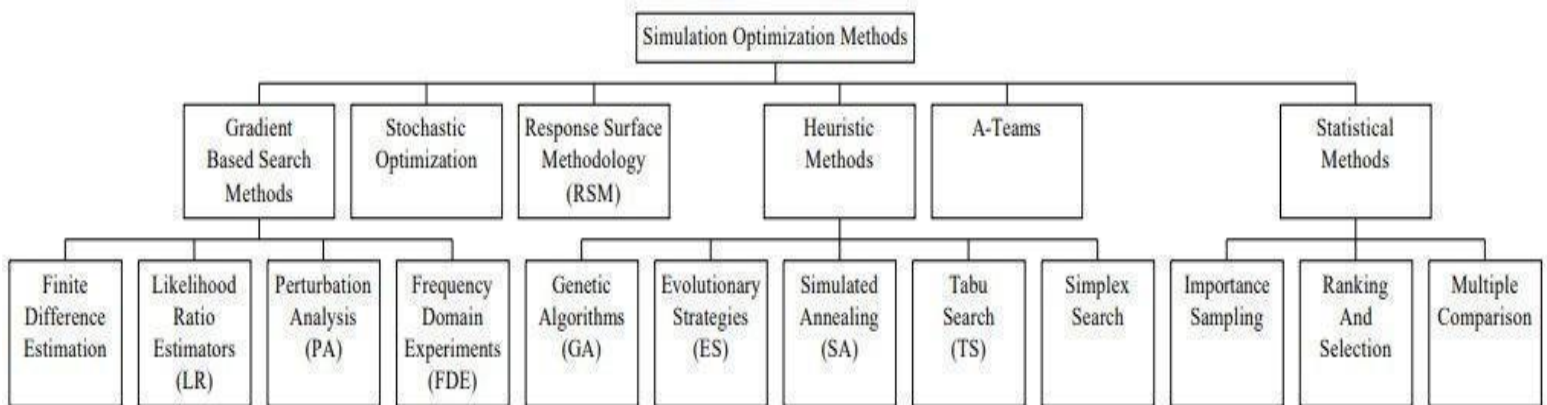 Simulation Optimization Methods
Gradient
Based Search
Methods
Stochastic
Optimization
Response Surface
Methodology
(RSM)
Heuristic
Methods
A-Teams
Statistical
Methods
Finite
Difference
Estimation
Likelihood
Ratio
Estimators
(LR)
Perturbation
Analysis
(PA)
Frequency
Domain
Experiments
(FDE)
Genetic
Algorithms
(GA)
Evolutionary
Strategies
(ES)
Simulated
Annealing
(SA)
Tabu
Search
(TS)
Simplex
Search
Importance
Sampling
Ranking
And
Selection
Multiple
Comparison